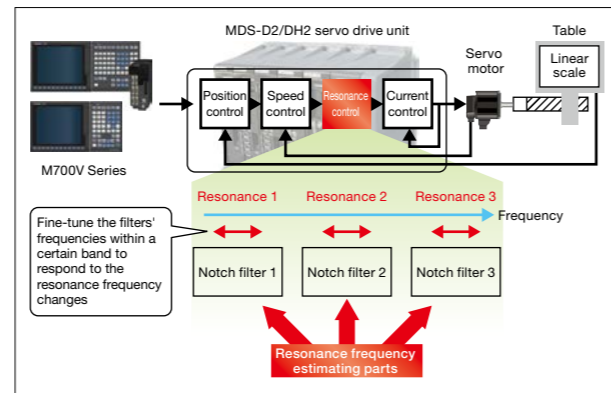 MDS-D2/DH2 servo drive unit
Table
Servo
motor
Linear
scale
Position
control
Speed
control
Resonance
control
Current
control
M700V Series
Resonance 1
Resonance 2
Resonance 3
Frequency
Fine-tune the filters'
frequencies within a
certain band to
respond to the
resonance frequency
changes
Notch filter 1
Notch filter 2
Notch filter 3
Resonance frequency
estimating parts